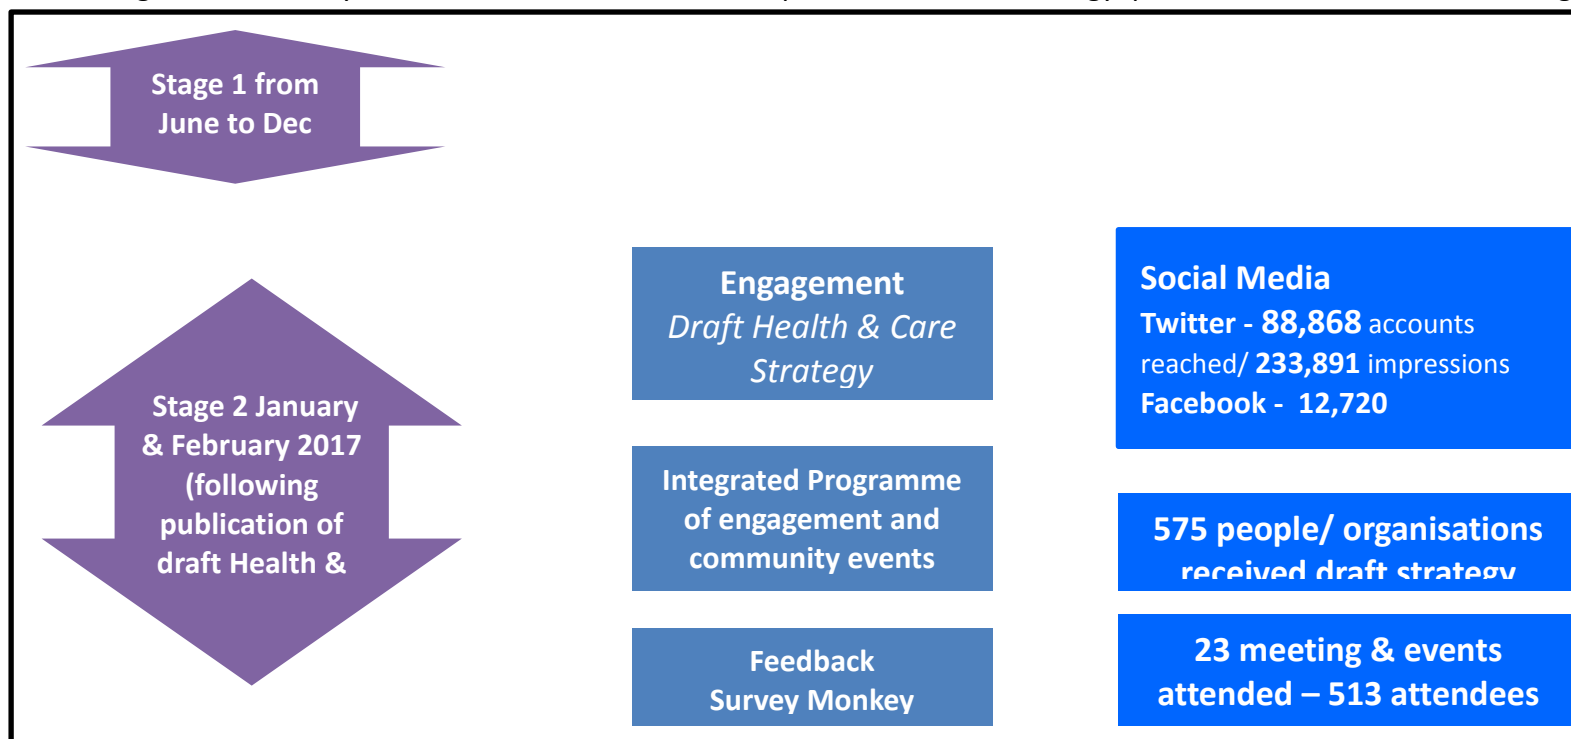 Stage 1 from
June to Dec
Engagement
Draft Health & Care
Strategy
Social Media
Twitter - 88,868 accounts
reached/ 233,891 impressions
Facebook - 12,720
Stage 2 January
& February 2017
(following
publication of
draft Health &
Integrated Programme
of engagement and
community events
575 people/ organisations
received draft strategy
Feedback
Survey Monkey
23 meeting & events
attended – 513 attendees